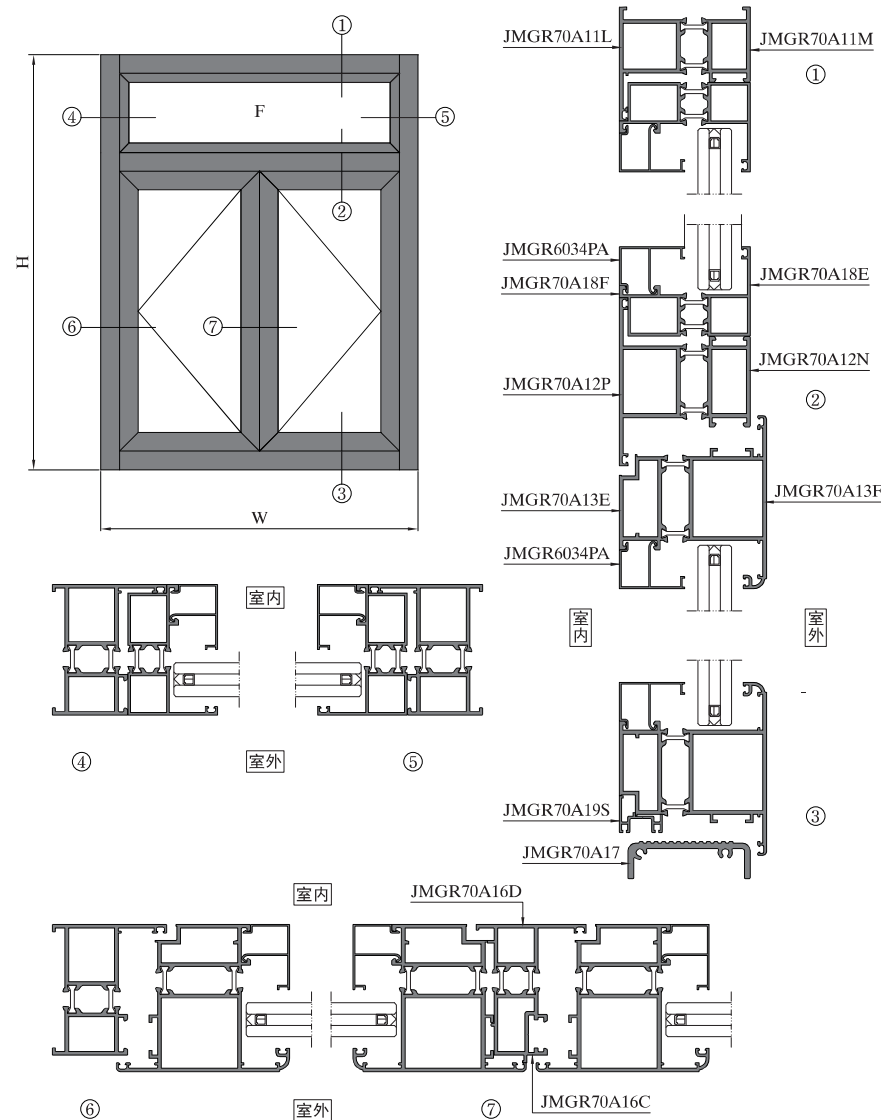 ①
JMGR70A11L
JMGR70A11M
①
④
F
⑤
②
H
JMGR6034PA
JMGR70A18F
JMGR70A18E
⑥
⑦
JMGR70A12N
JMGR70A12P
②
③
W
JMGR70A13E
JMGR70A13F
JMGR6034PA
室内
室内
室外
④
室外
⑤
JMGR70A19S
③
JMGR70A17
室内
JMGR70A16D
⑥
室外
⑦
JMGR70A16C